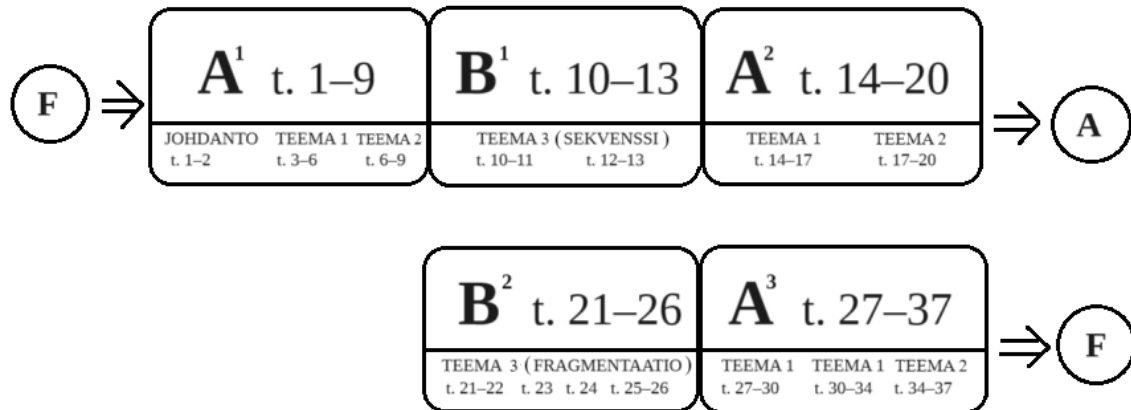 F
A¹ t. 1–9
B¹ t. 10–13
A² t. 14–20
A
JOHDANTO TEEMA 1 TEEMA 2
t. 1–2 t. 3–6 t. 6–9
TEEMA 3 (SEKVENSSI)
t. 10–11 t. 12–13
TEEMA 1 TEEMA 2
t. 14–17 t. 17–20
B² t. 21–26
A³ t. 27–37
F
TEEMA 3 (FRAGMENTAATIO)
t. 21–22 t. 23 t. 24 t. 25–26
TEEMA 1 TEEMA 1 TEEMA 2
t. 27–30 t. 30–34 t. 34–37